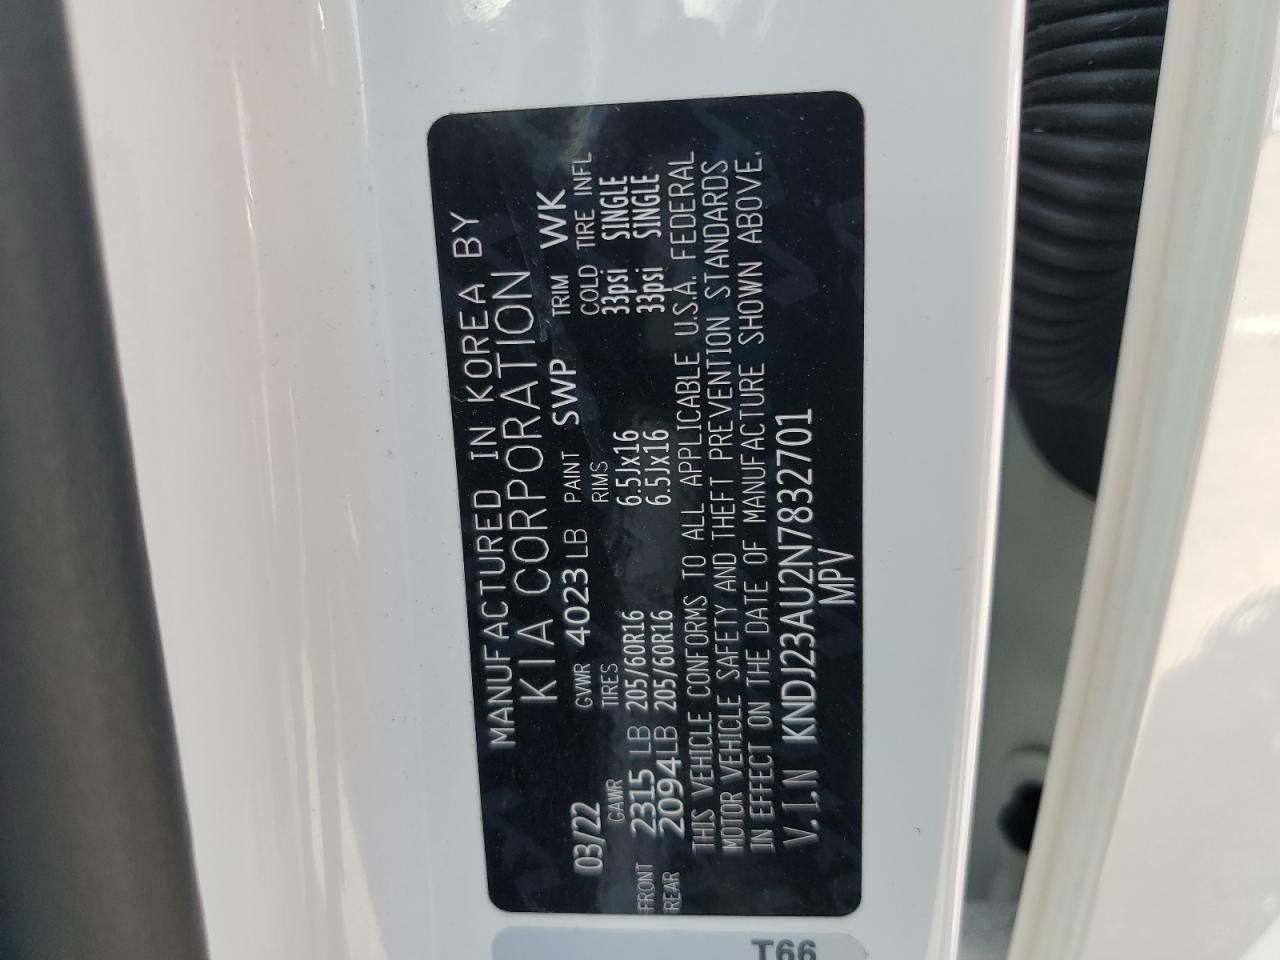 MANUFACTURED IN KOREA BY
KIA CORPORATION
03/22 GVWR 4023 LB PAINT SWP TRIM WK
GAWR TIRES RIMS COLD TIRE INFL
FRONT 2315 LB 205/60R16 6.5Jx16 33psi SINGLE
REAR 2094LB 205/60R16 6.5Jx16 33psi SINGLE
THIS VEHICLE CONFORMS TO ALL APPLICABLE U.S.A. FEDERAL
MOTOR VEHICLE SAFETY AND THEFT PREVENTION STANDARDS
IN EFFECT ON THE DATE OF MANUFACTURE SHOWN ABOVE.
V.I.N KNDJ23AU2N7832701
MPV
T66